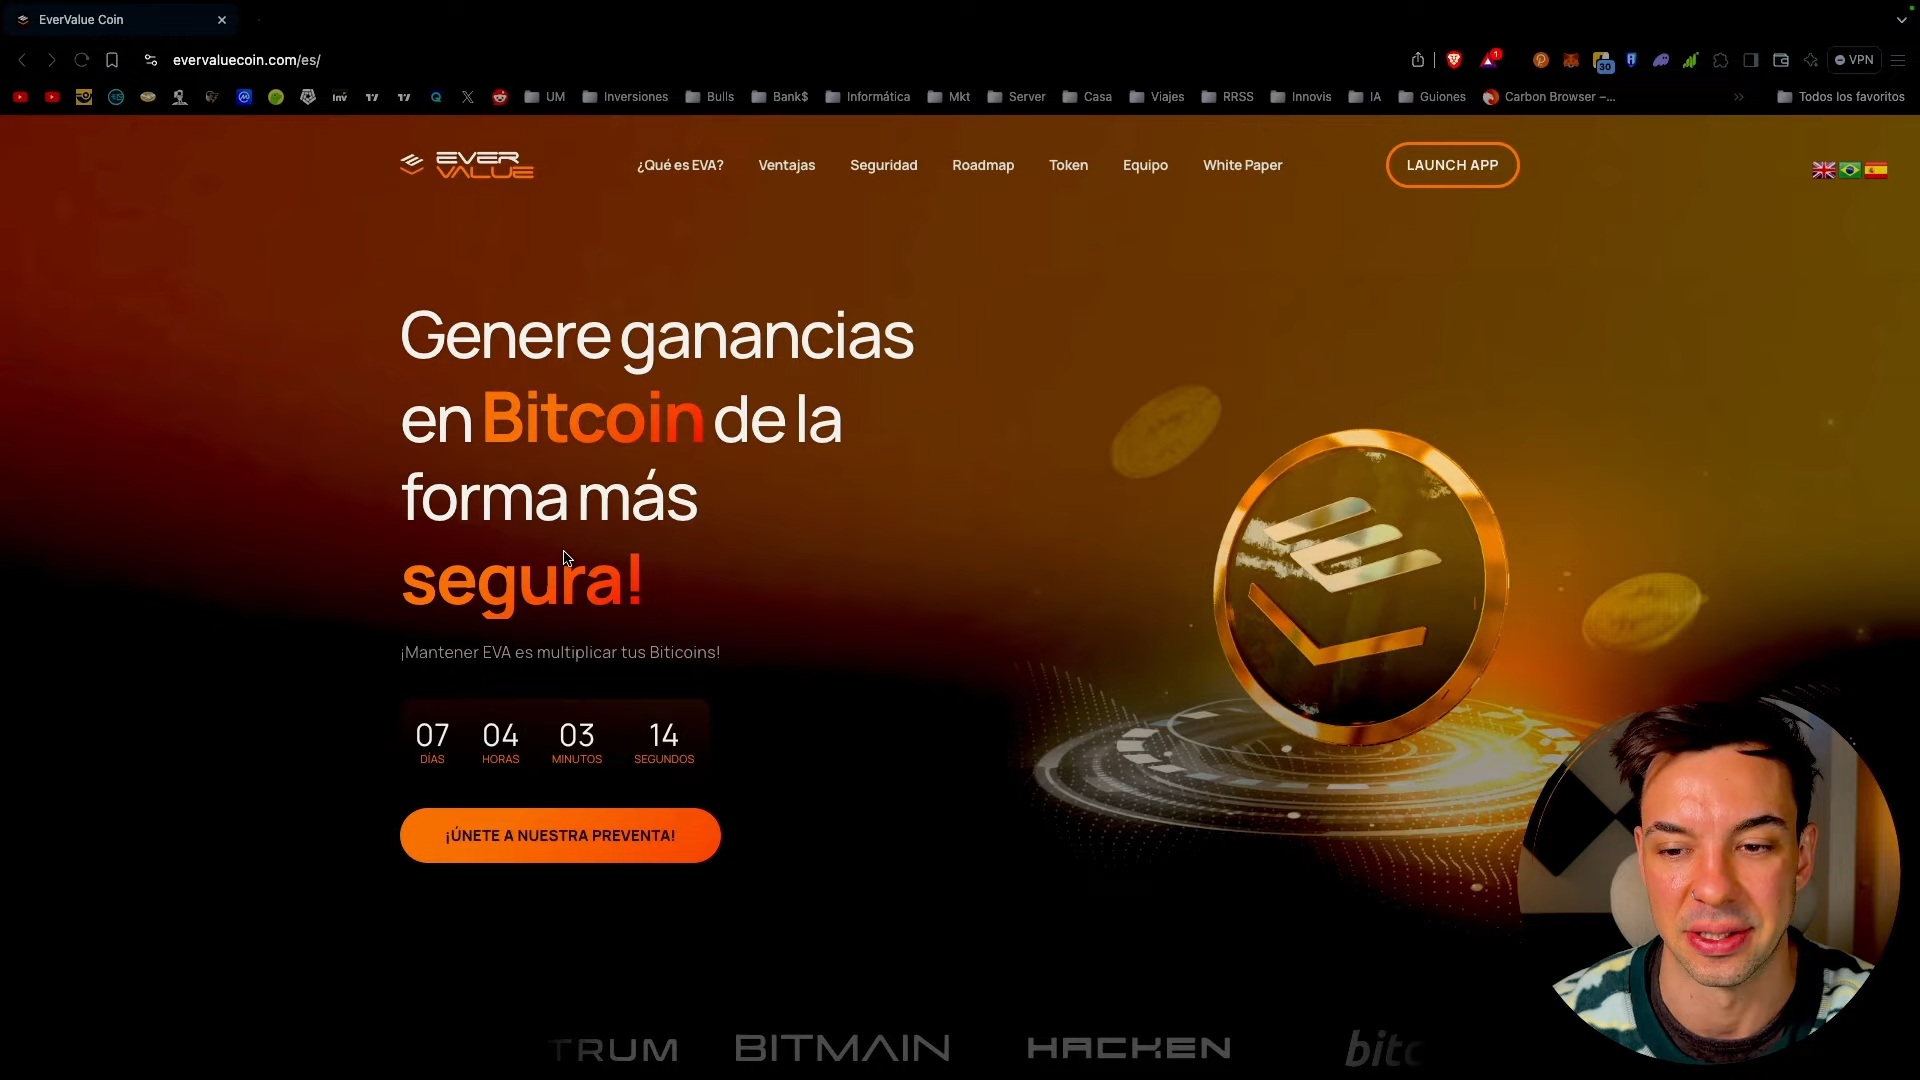 EverValue Coin
evervaluecoin.com/es/
1
30
VPN
inv
UM
Inversiones
Bulls
Bank$
Informática
Mkt
Server
Casa
Viajes
RRSS
Innovis
IA
Guiones
Carbon Browser –...
Todos los favoritos
EVER
VALUE
¿Qué es EVA?
Ventajas
Seguridad
Roadmap
Token
Equipo
White Paper
LAUNCH APP
Genere ganancias
en Bitcoin de la
forma más
segura!
¡Mantener EVA es multiplicar tus Biticoins!
07 04 03 14
DÍAS HORAS MINUTOS SEGUNDOS
¡ÚNETE A NUESTRA PREVENTA!
TRUM BITMAIN HACKEN bitc